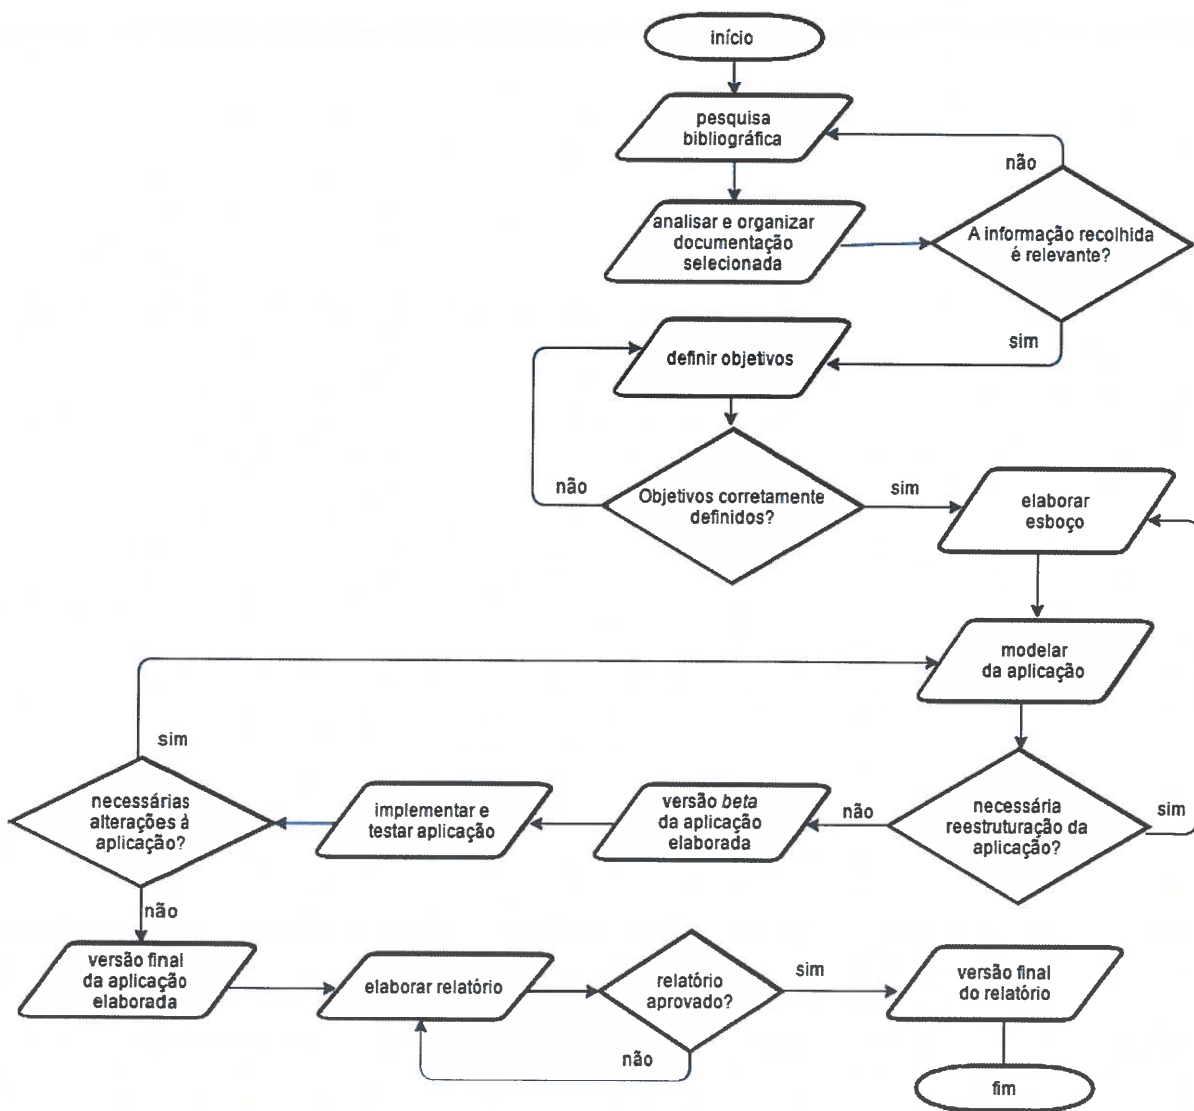 início
pesquisa
bibliográfica
não
analisar e organizar
documentação
selecionada
A informação recolhida
é relevante?
sim
definir objetivos
não
Objetivos corretamente
definidos?
sim
elaborar
esboço
modelar
da aplicação
sim
necessárias
alterações à
aplicação?
implementar e
testar aplicação
versão beta
da aplicação
elaborada
não
necessária
reestruturação da
aplicação?
sim
não
versão final
da aplicação
elaborada
elaborar relatório
relatório
aprovado?
sim
versão final
do relatório
não
fim